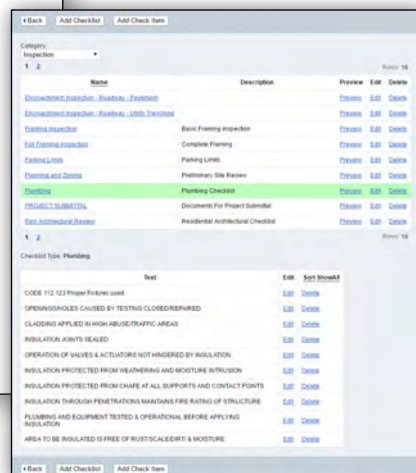 Back Add Checklist Add Check Item
Category:
Inspection
1 2 Rows: 16
Name Description Preview Edit Delete
Encroachment Inspection - Roadway - Pavement Preview Edit Delete
Encroachment Inspection - Roadway - Utility Trenching Preview Edit Delete
Framing Inspection Basic Framing Inspection Preview Edit Delete
Full Framing Inspection Complete Framing Preview Edit Delete
Parking Limits Parking Limits Preview Edit Delete
Planning and Zoning Preliminary Site Review Preview Edit Delete
Plumbing Plumbing Checklist Preview Edit Delete
PROJECT SUBMITTAL Documents For Project Submittal Preview Edit Delete
Resi Architectural Review Residential Architectural Checklist Preview Edit Delete
1 2 Rows: 16
Checklist Type: Plumbing
Text Edit Sort ShowAll
CODE 112.123 Proper Fixtures used. Edit Delete
OPENINGS/HOLES CAUSED BY TESTING CLOSED/REPAIRED Edit Delete
CLADDING APPLIED IN HIGH ABUSE/TRAFFIC AREAS Edit Delete
INSULATION JOINTS SEALED Edit Delete
OPERATION OF VALVES & ACTUATORS NOT HINDERED BY INSULATION Edit Delete
INSULATION PROTECTED FROM WEATHERING AND MOISTURE INTRUSION Edit Delete
INSULATION PROTECTED FROM CHAFE AT ALL SUPPORTS AND CONTACT POINTS Edit Delete
INSULATION THROUGH PENETRATIONS MAINTAINS FIRE RATING OF STRUCTURE Edit Delete
PLUMBING AND EQUIPMENT TESTED & OPERATIONAL BEFORE APPLYING
INSULATION Edit Delete
AREA TO BE INSULATED IS FREE OF RUST/SCALE/DIRT/ & MOISTURE Edit Delete
Back Add Checklist Add Check Item